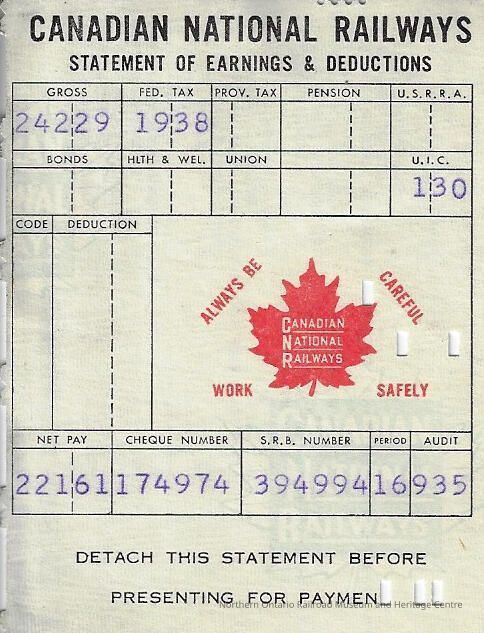 CANADIAN NATIONAL RAILWAYS
STATEMENT OF EARNINGS & DEDUCTIONS
GROSS FED. TAX PROV. TAX PENSION U.S.R.R.A.
24229 1938
BONDS HLTH & WEL. UNION U.I.C.
130
CODE DEDUCTION
ALWAYS BE CAREFUL
CANADIAN
NATIONAL
RAILWAYS
WORK SAFELY
NET PAY CHEQUE NUMBER S.R.B. NUMBER PERIOD AUDIT
22161 174974 394994 16 935
DETACH THIS STATEMENT BEFORE
PRESENTING FOR PAYMEN
Northern Ontario Railroad Museum and Heritage Centre